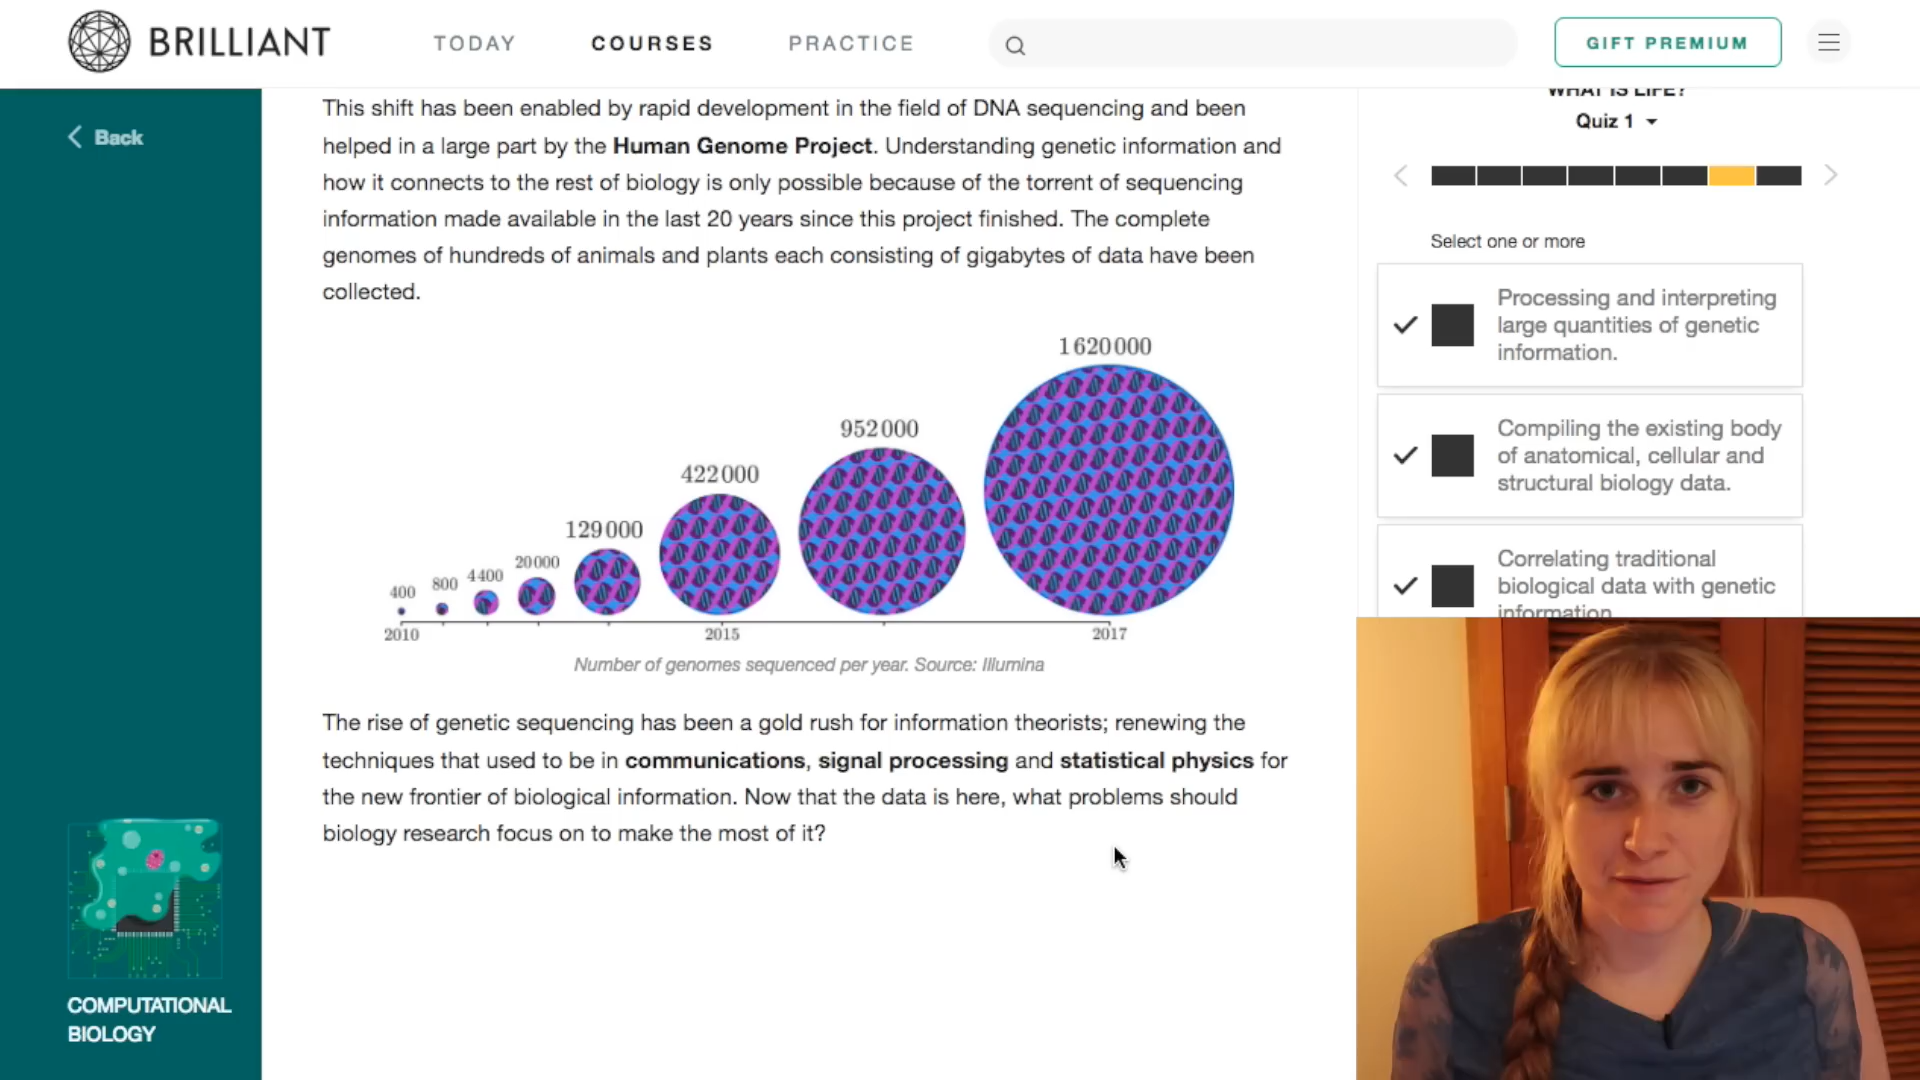 BRILLIANT
TODAY
COURSES
PRACTICE
GIFT PREMIUM
Back
This shift has been enabled by rapid development in the field of DNA sequencing and been
helped in a large part by the Human Genome Project. Understanding genetic information and
how it connects to the rest of biology is only possible because of the torrent of sequencing
information made available in the last 20 years since this project finished. The complete
genomes of hundreds of animals and plants each consisting of gigabytes of data have been
collected.
400
800
4400
20000
129000
422000
952000
1620000
2010
2015
2017
Number of genomes sequenced per year. Source: Illumina
The rise of genetic sequencing has been a gold rush for information theorists; renewing the
techniques that used to be in communications, signal processing and statistical physics for
the new frontier of biological information. Now that the data is here, what problems should
biology research focus on to make the most of it?
WHAT IS LIFE?
Quiz 1
Select one or more
Processing and interpreting
large quantities of genetic
information.
Compiling the existing body
of anatomical, cellular and
structural biology data.
Correlating traditional
biological data with genetic
information
COMPUTATIONAL
BIOLOGY